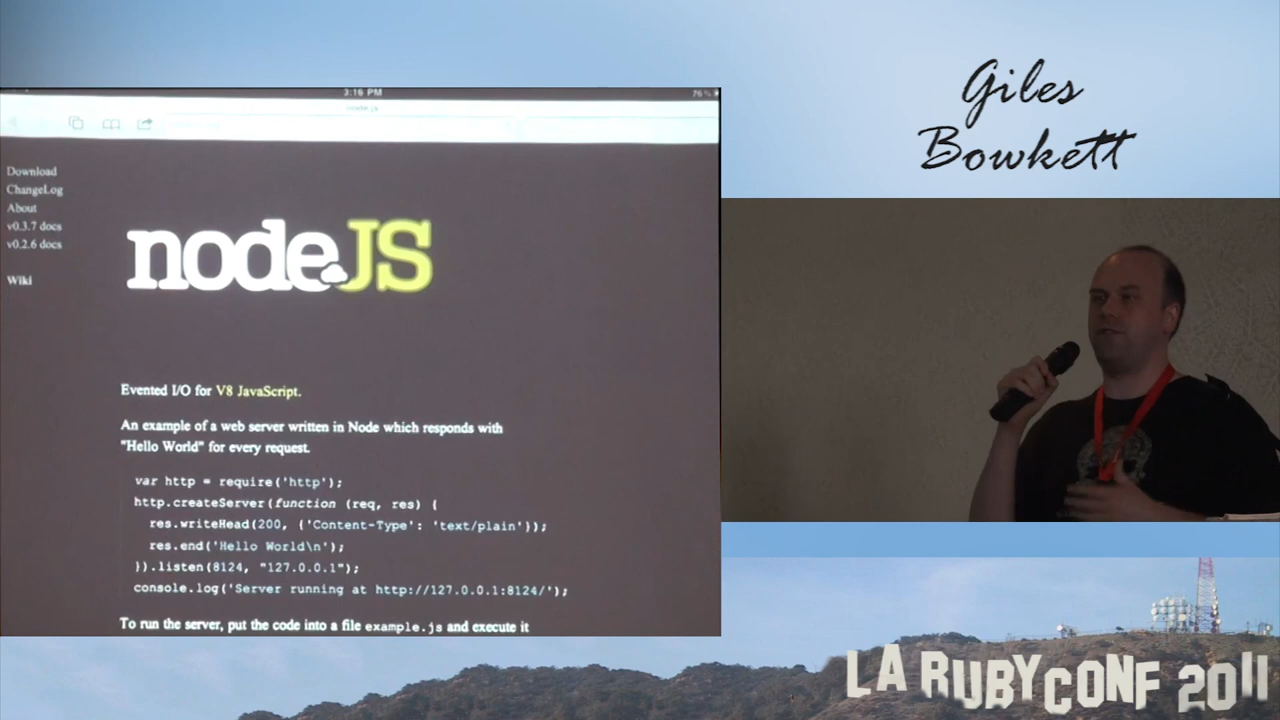 Giles
Bowkett
3:16 PM
76%
node.js
Download
ChangeLog
About
v0.3.7 docs
v0.2.6 docs
Wiki
nodeJS
Evented I/O for V8 JavaScript.
An example of a web server written in Node which responds with
"Hello World" for every request.
var http = require('http');
http.createServer(function (req, res) {
res.writeHead(200, {'Content-Type': 'text/plain'});
res.end('Hello World\n');
}).listen(8124, "127.0.0.1");
console.log('Server running at http://127.0.0.1:8124/');
To run the server, put the code into a file example.js and execute it
LA RUBYCONF 2011